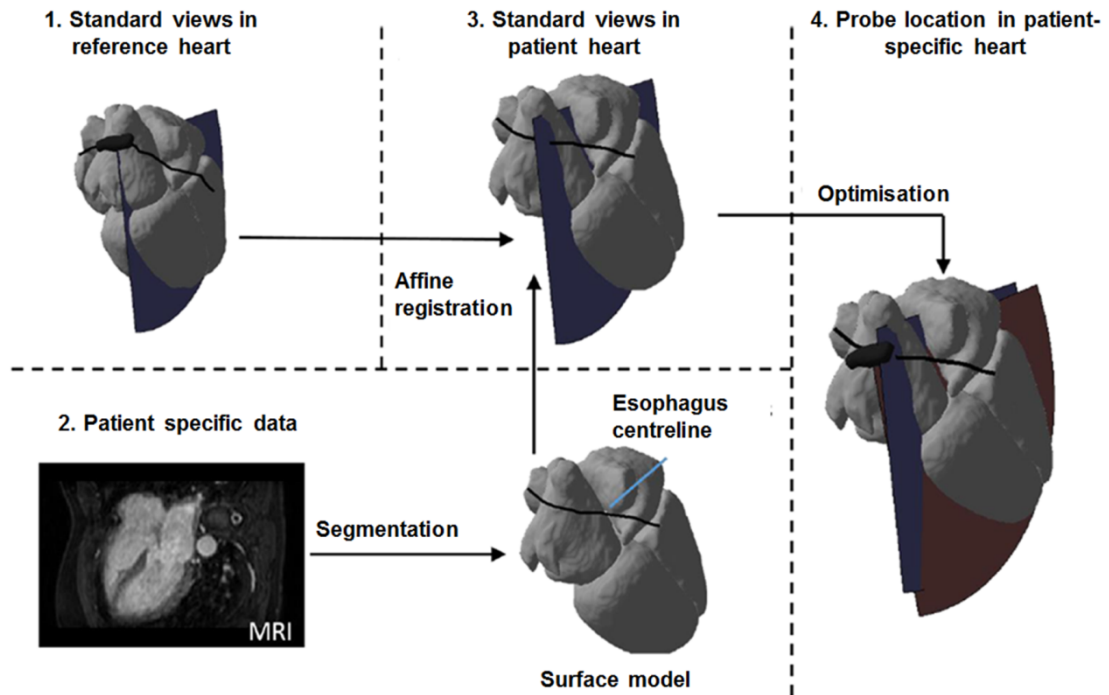 1. Standard views in
reference heart
3. Standard views in
patient heart
4. Probe location in patient-
specific heart
Optimisation
Affine
registration
2. Patient specific data
Esophagus
centreline
Segmentation
MRI
Surface model